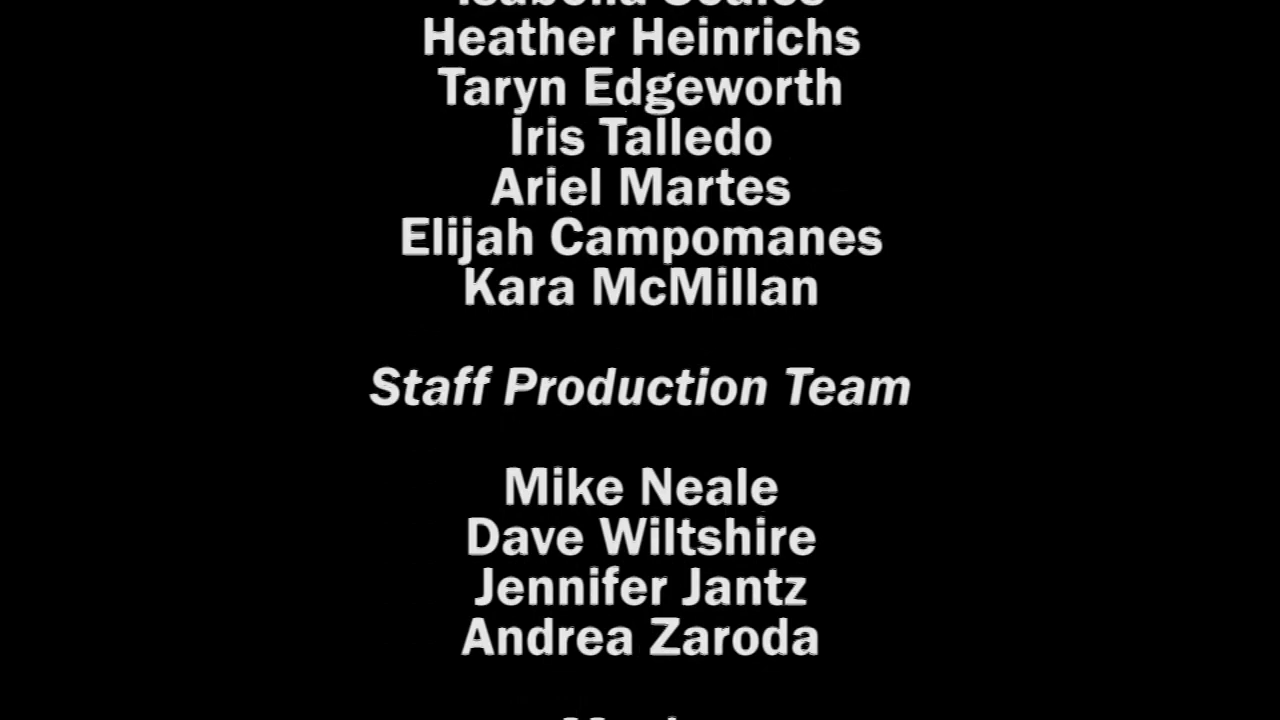 Heather Heinrichs
Taryn Edgeworth
Iris Talledo
Ariel Martes
Elijah Campomanes
Kara McMillan
Staff Production Team
Mike Neale
Dave Wiltshire
Jennifer Jantz
Andrea Zaroda